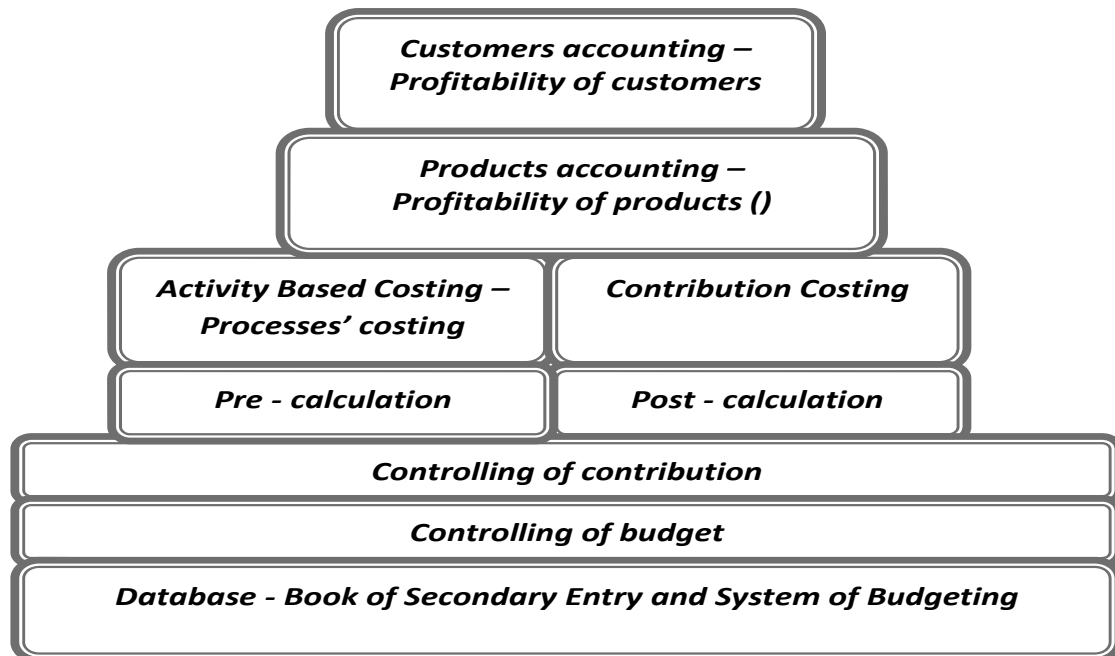 Customers accounting –
Profitability of customers
Products accounting –
Profitability of products ()
Activity Based Costing –
Processes’ costing
Contribution Costing
Pre - calculation
Post - calculation
Controlling of contribution
Controlling of budget
Database - Book of Secondary Entry and System of Budgeting